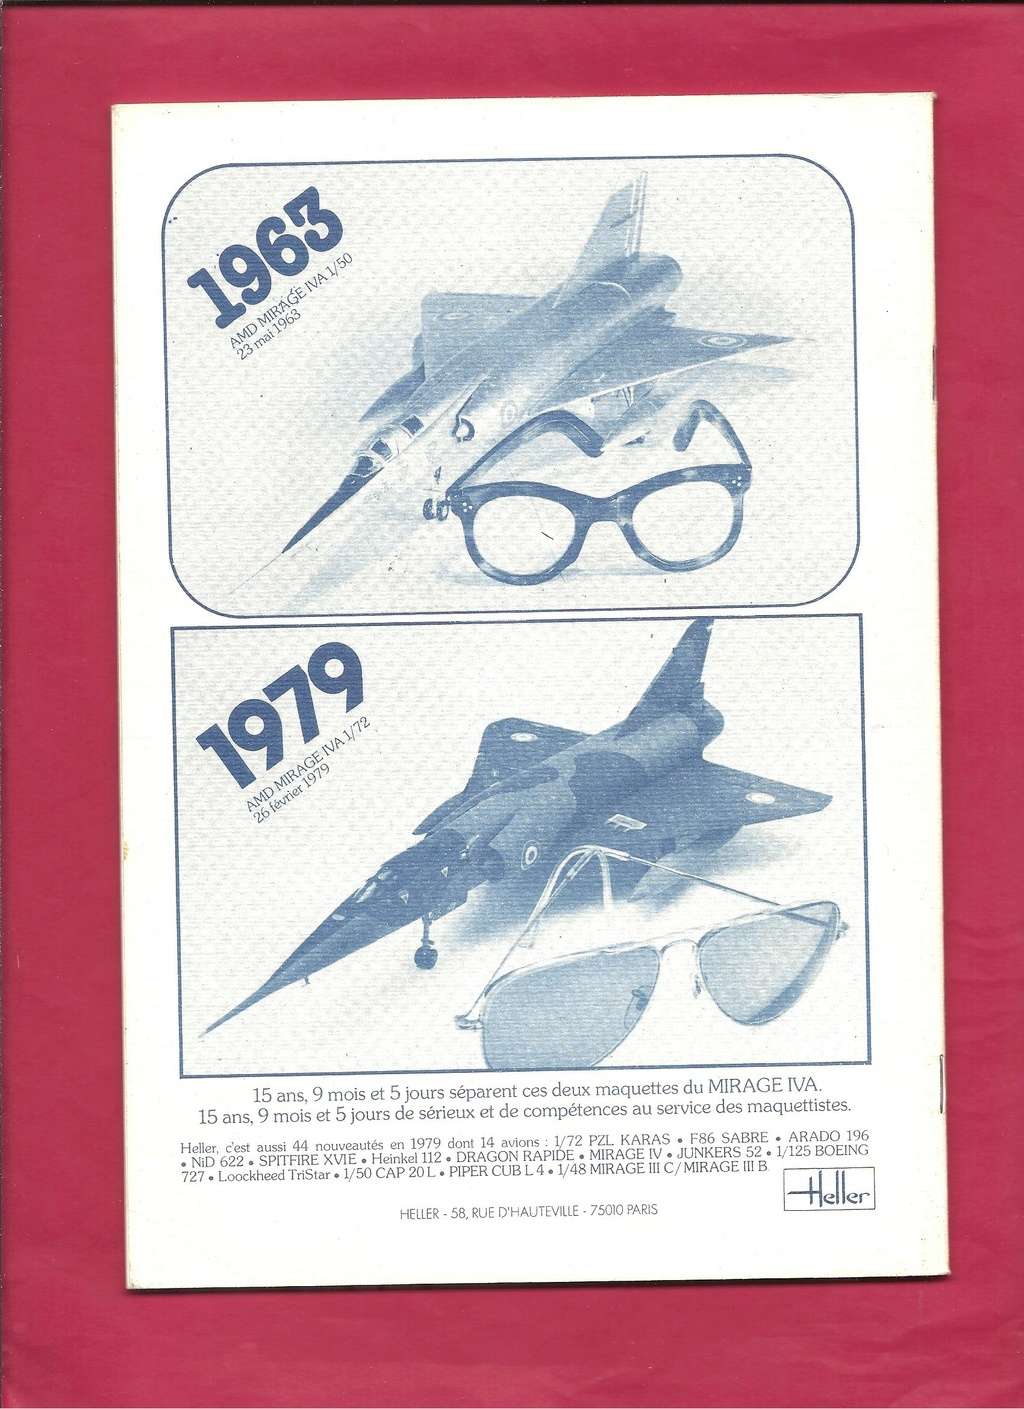 1963
AMD MIRAGE IVA 1/50
23 mai 1963
1979
AMD MIRAGE IVA 1/72
26 février 1979
15 ans, 9 mois et 5 jours séparent ces deux maquettes du MIRAGE IVA.
15 ans, 9 mois et 5 jours de sérieux et de compétences au service des maquettistes.
Heller, c'est aussi 44 nouveautés en 1979 dont 14 avions : 1/72 PZL KARAS • F86 SABRE • ARADO 196
• NiD 622 • SPITFIRE XVIE • Heinkel 112 • DRAGON RAPIDE • MIRAGE IV • JUNKERS 52 • 1/125 BOEING
727 • Loockheed TriStar • 1/50 CAP 20 L • PIPER CUB L 4 • 1/48 MIRAGE III C/MIRAGE III B
Heller
HELLER - 58, RUE D'HAUTEVILLE - 75010 PARIS